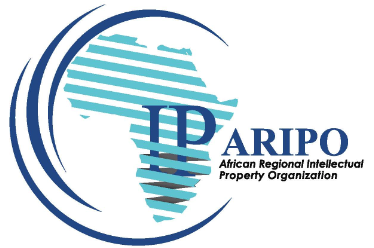 IP ARIPO
African Regional Intellectual
Property Organization